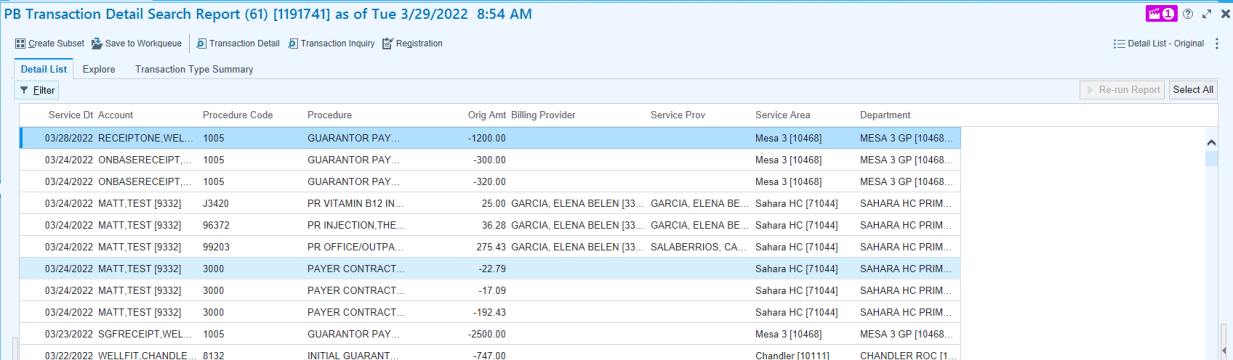 PB Transaction Detail Search Report (61) [1191741] as of Tue 3/29/2022 8:54 AM
1
Create Subset Save to Workqueue Transaction Detail Transaction Inquiry Registration Detail List - Original
Detail List Explore Transaction Type Summary
Filter Re-run Report Select All
Service Dt Account Procedure Code Procedure Orig Amt Billing Provider Service Prov Service Area Department
03/28/2022 RECEIPTONE,WEL... 1005 GUARANTOR PAY... -1200.00 Mesa 3 [10468] MESA 3 GP [10468...
03/24/2022 ONBASERECEIPT,... 1005 GUARANTOR PAY... -300.00 Mesa 3 [10468] MESA 3 GP [10468...
03/24/2022 ONBASERECEIPT,... 1005 GUARANTOR PAY... -320.00 Mesa 3 [10468] MESA 3 GP [10468...
03/24/2022 MATT,TEST [9332] J3420 PR VITAMIN B12 IN... 25.00 GARCIA, ELENA BELEN [33... GARCIA, ELENA BE... Sahara HC [71044] SAHARA HC PRIM...
03/24/2022 MATT,TEST [9332] 96372 PR INJECTION,THE... 36.28 GARCIA, ELENA BELEN [33... GARCIA, ELENA BE... Sahara HC [71044] SAHARA HC PRIM...
03/24/2022 MATT,TEST [9332] 99203 PR OFFICE/OUTPA... 275.43 GARCIA, ELENA BELEN [33... SALABERRIOS, CA... Sahara HC [71044] SAHARA HC PRIM...
03/24/2022 MATT,TEST [9332] 3000 PAYER CONTRACT... -22.79 Sahara HC [71044] SAHARA HC PRIM...
03/24/2022 MATT,TEST [9332] 3000 PAYER CONTRACT... -17.09 Sahara HC [71044] SAHARA HC PRIM...
03/24/2022 MATT,TEST [9332] 3000 PAYER CONTRACT... -192.43 Sahara HC [71044] SAHARA HC PRIM...
03/23/2022 SGFRECEIPT,WEL... 1005 GUARANTOR PAY... -2500.00 Mesa 3 [10468] MESA 3 GP [10468...
03/22/2022 WELLFIT,CHANDLE... 8132 INITIAL GUARANT... -747.00 Chandler [10111] CHANDLER ROC [1...